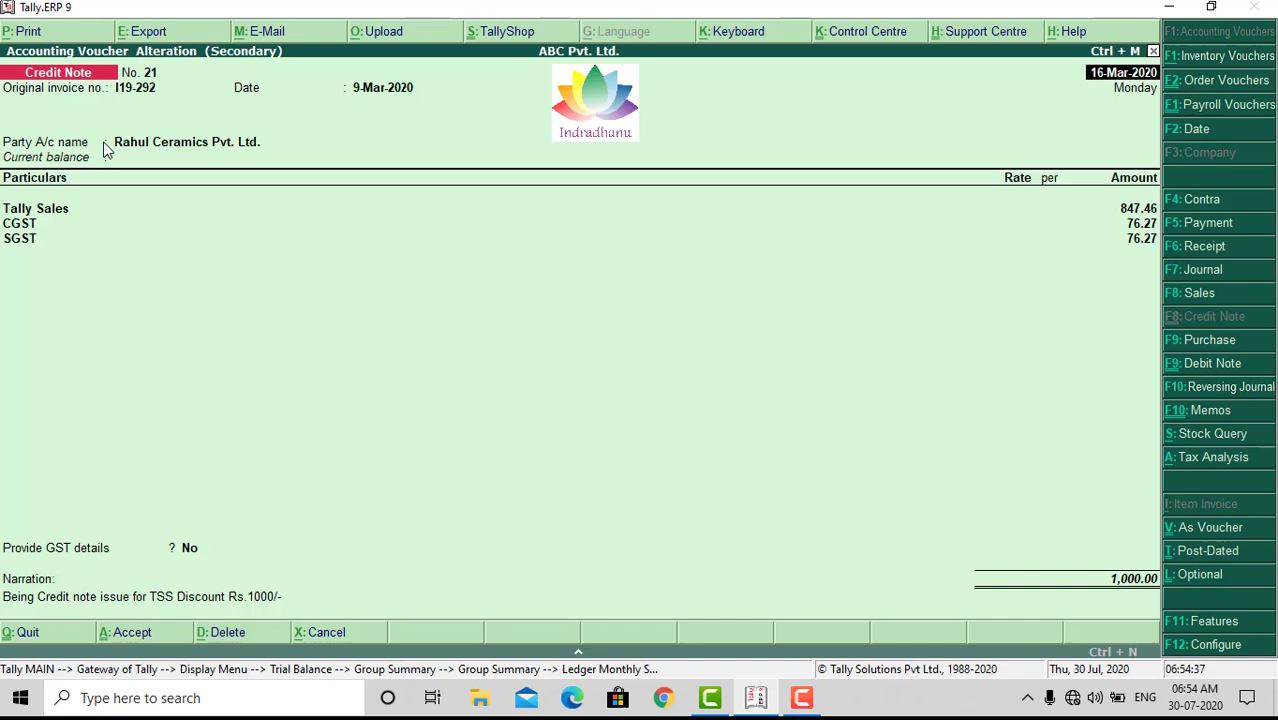 Tally.ERP 9
P: Print E: Export M: E-Mail O: Upload S: TallyShop G: Language K: Keyboard K: Control Centre H: Support Centre H: Help
Accounting Voucher Alteration (Secondary) ABC Pvt. Ltd. Ctrl + M
Credit Note No. 21 16-Mar-2020
Original invoice no.: I19-292 Date : 9-Mar-2020 Monday
Indradhanu
Party A/c name : Rahul Ceramics Pvt. Ltd.
Current balance :
Particulars Rate per Amount
Tally Sales 847.46
CGST 76.27
SGST 76.27
Provide GST details ? No
Narration: 1,000.00
Being Credit note issue for TSS Discount Rs.1000/-
Q: Quit A: Accept D: Delete X: Cancel
Ctrl + N
F1: Accounting Vouchers
F1: Inventory Vouchers
F2: Order Vouchers
F1: Payroll Vouchers
F2: Date
F3: Company
F4: Contra
F5: Payment
F6: Receipt
F7: Journal
F8: Sales
F8: Credit Note
F9: Purchase
F9: Debit Note
F10: Reversing Journal
F10: Memos
S: Stock Query
A: Tax Analysis
I: Item Invoice
V: As Voucher
T: Post-Dated
L: Optional
F11: Features
F12: Configure
Tally MAIN --> Gateway of Tally --> Display Menu --> Trial Balance --> Group Summary --> Group Summary --> Ledger Monthly S... © Tally Solutions Pvt Ltd., 1988-2020 Thu, 30 Jul, 2020 06:54:37
Type here to search ENG 06:54 AM
30-07-2020